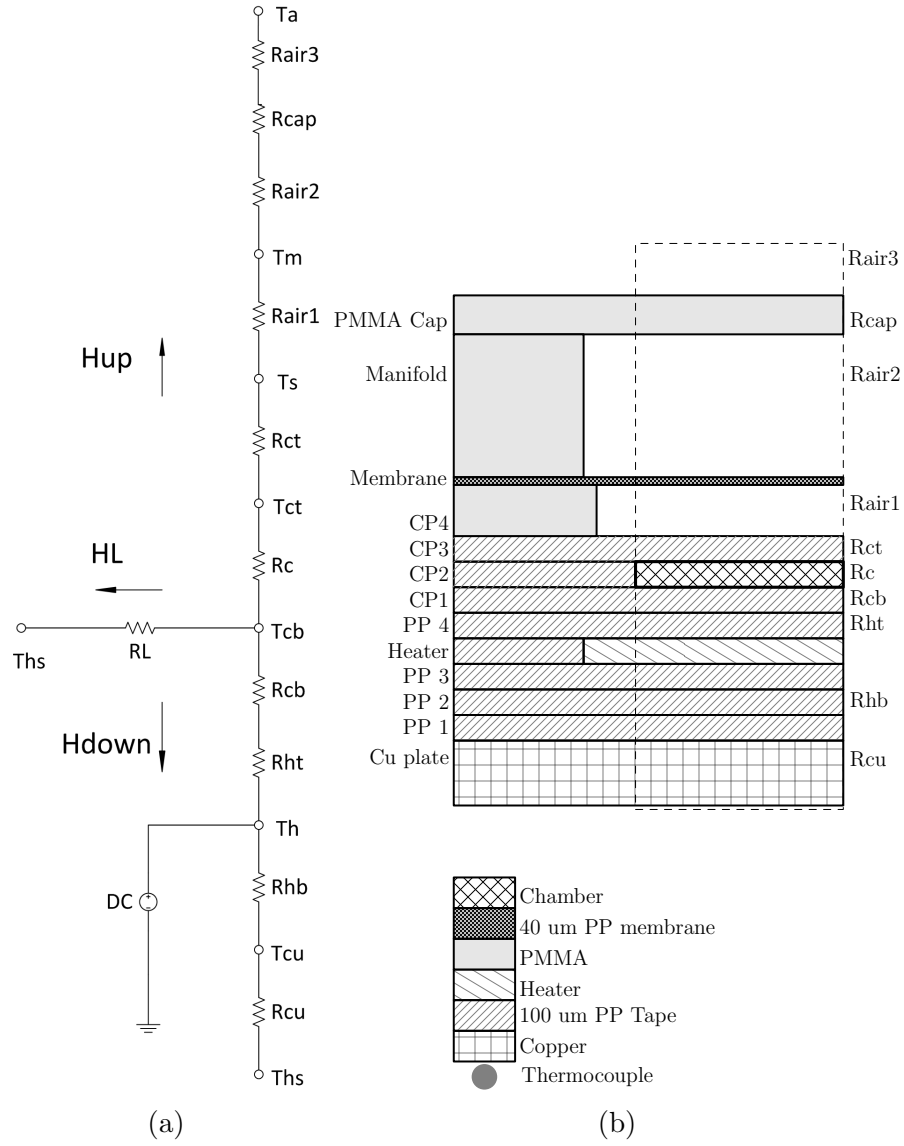 Ta
Rair3
Rcap
Rair2
Tm
Rair1
Hup
Ts
Rct
Tct
HL
Rc
Ths
RL
Tcb
Rcb
Hdown
Rht
Th
DC
Rhb
Tcu
Rcu
Ths
(a)
Rair3
PMMA Cap
Rcap
Manifold
Rair2
Membrane
Rair1
CP4
CP3
Rct
CP2
Rc
CP1
Rcb
PP 4
Rht
Heater
PP 3
PP 2
Rhb
PP 1
Cu plate
Rcu
Chamber
40 um PP membrane
PMMA
Heater
100 um PP Tape
Copper
Thermocouple
(b)